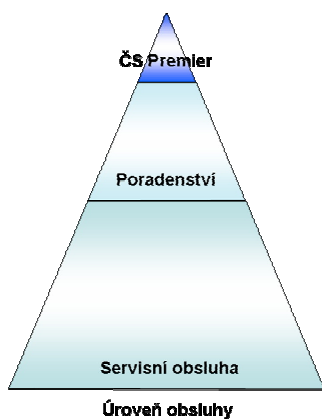 ČS Premier
Poradenství
Servisní obsluha
Úroveň obsluhy